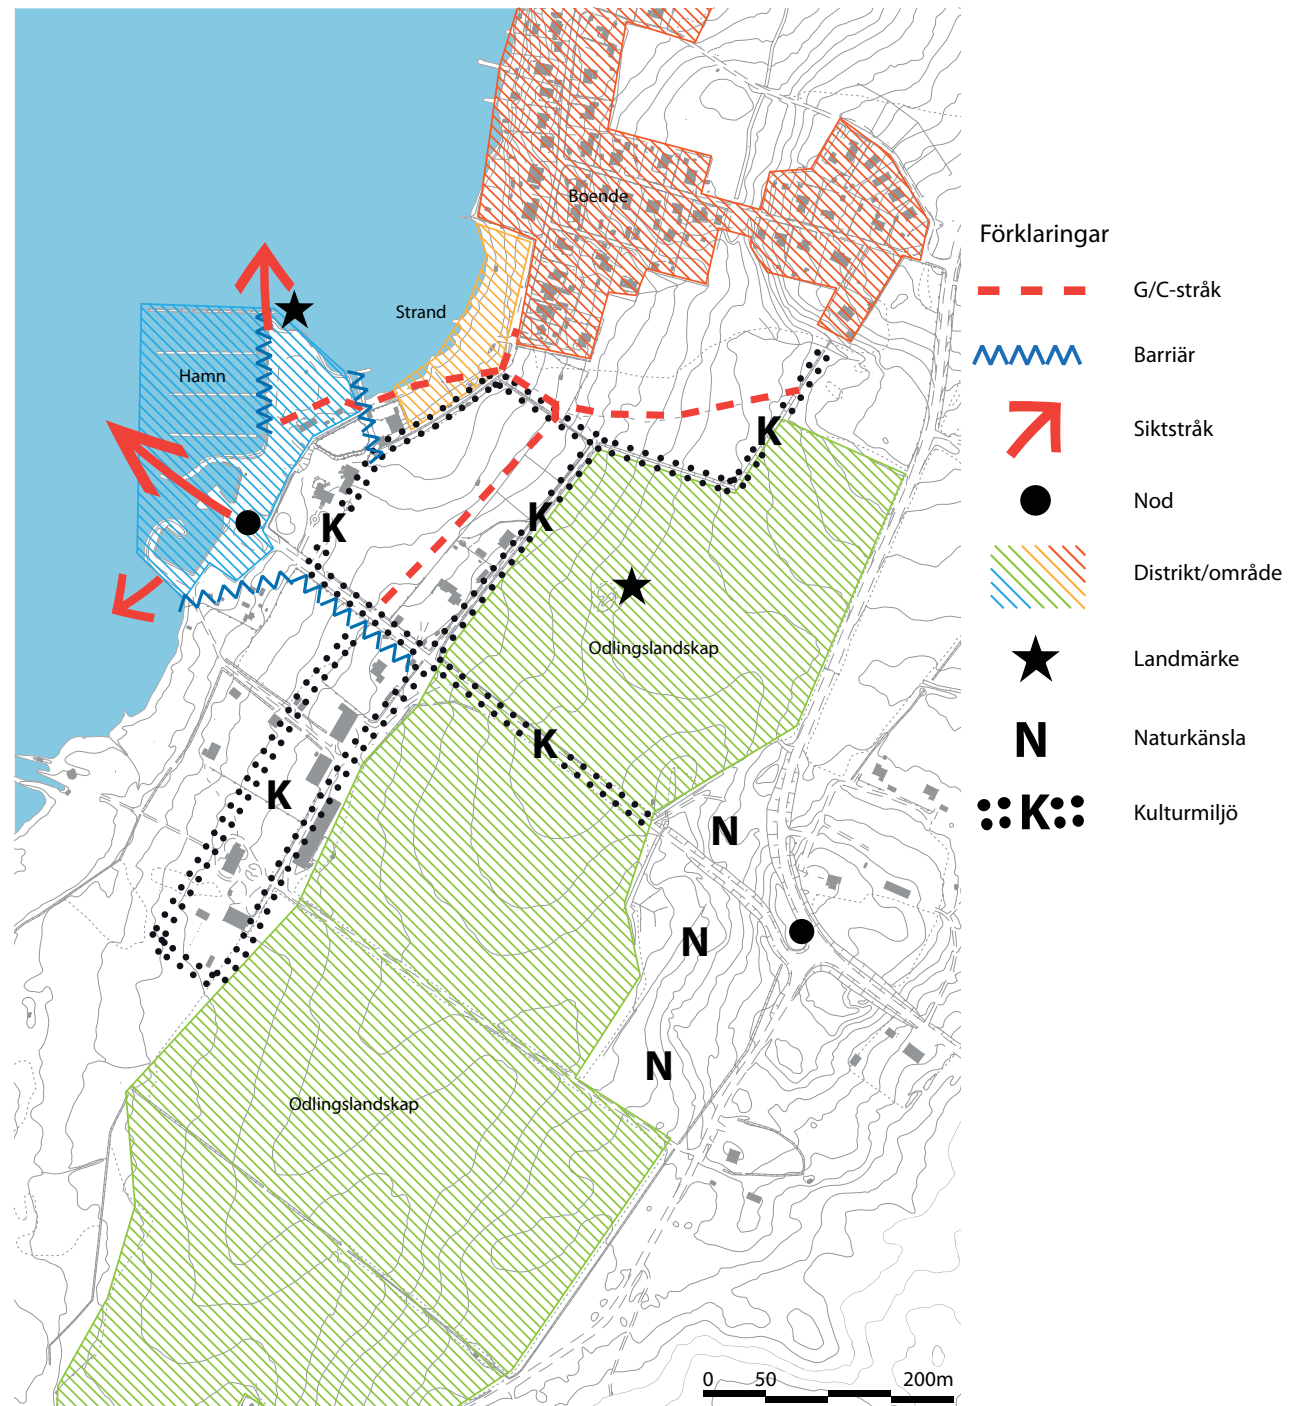 Boende
Strand
Hamn
K
K
K
Odlingslandskap
K
K
N
N
N
Odlingslandskap
0 50 200m
Förklaringar
G/C-stråk
Barriär
Siktstråk
Nod
Distrikt/område
Landmärke
N Naturkänsla
K Kulturmiljö